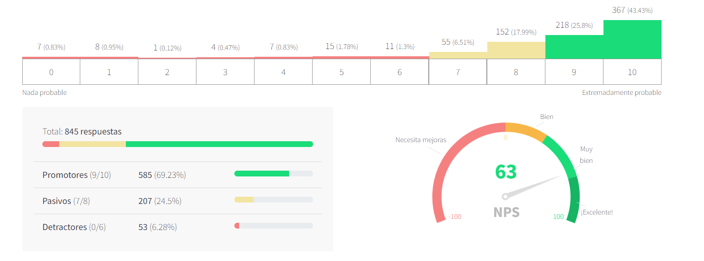 367 (43.43%)
218 (25.8%)
152 (17.99%)
55 (6.51%)
7 (0.83%) 8 (0.95%) 1 (0.12%) 4 (0.47%) 7 (0.83%) 15 (1.78%) 11 (1.3%)
0 1 2 3 4 5 6 7 8 9 10
Nada probable Extremadamente probable
Total: 845 respuestas
Promotores (9/10) 585 (69.23%)
Pasivos (7/8) 207 (24.5%)
Detractores (0/6) 53 (6.28%)
Bien
Necesita mejoras
0
Muy
bien
63
NPS
-100 100
¡Excelente!